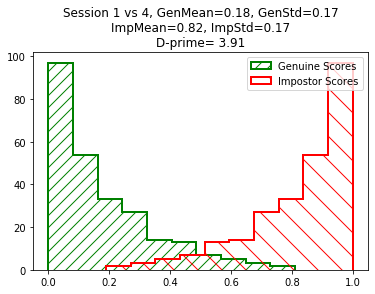 Session 1 vs 4, GenMean=0.18, GenStd=0.17
ImpMean=0.82, ImpStd=0.17
D-prime= 3.91
Genuine Scores
Impostor Scores
100
80
60
40
20
0
0.0 0.2 0.4 0.6 0.8 1.0